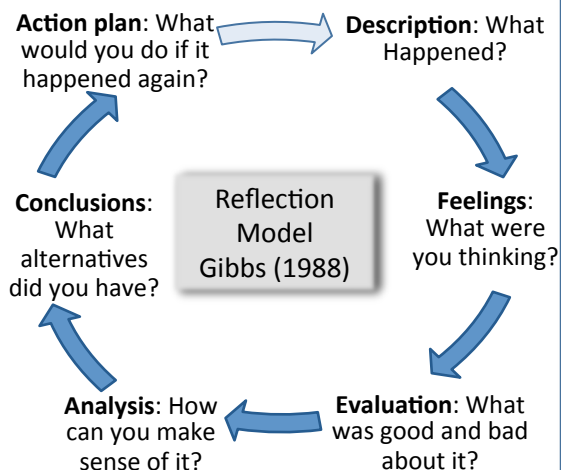 Action plan: What
would you do if it
happened again?
Description: What
Happened?
Feelings:
What were
you thinking?
Evaluation: What
was good and bad
about it?
Analysis: How
can you make
sense of it?
Conclusions:
What
alternatives
did you have?
Reflection
Model
Gibbs (1988)